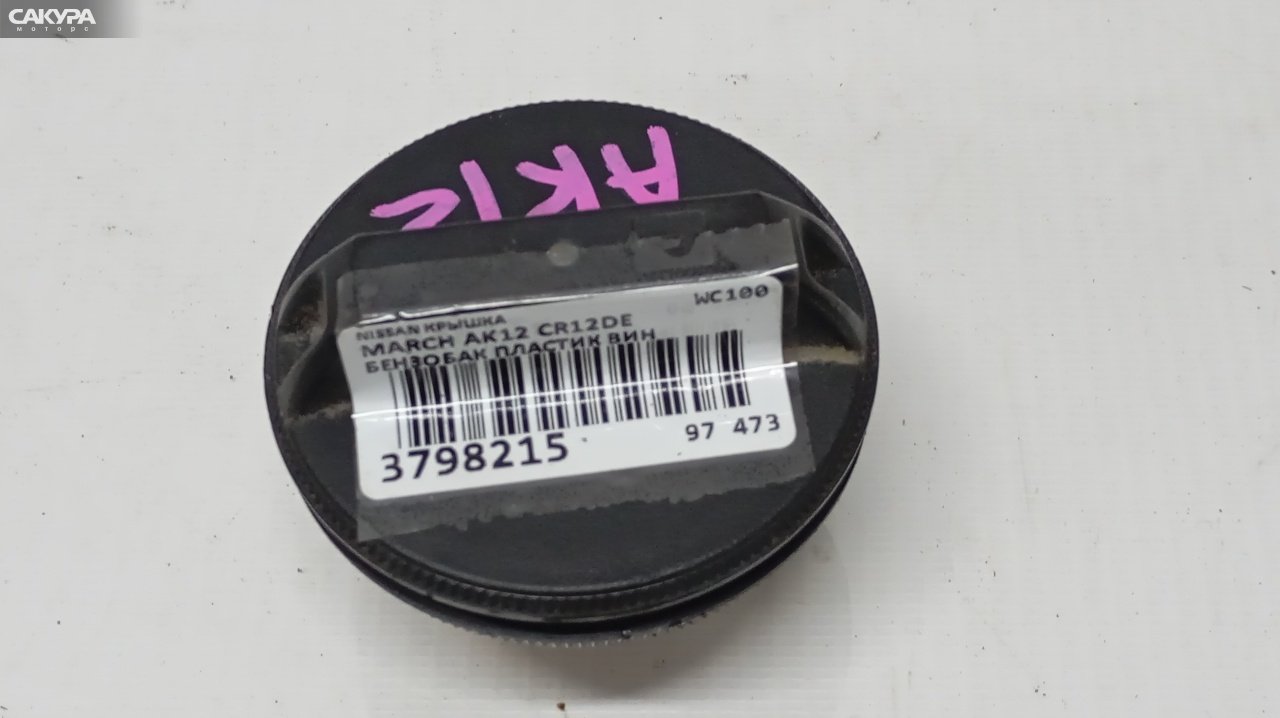 САКУРА
моторс
AK12
NISSAN КРЫШКА
WC100
MARCH AK12 CR12DE
БЕНЗОБАК ПЛАСТИК ВИН
3798215
97 473